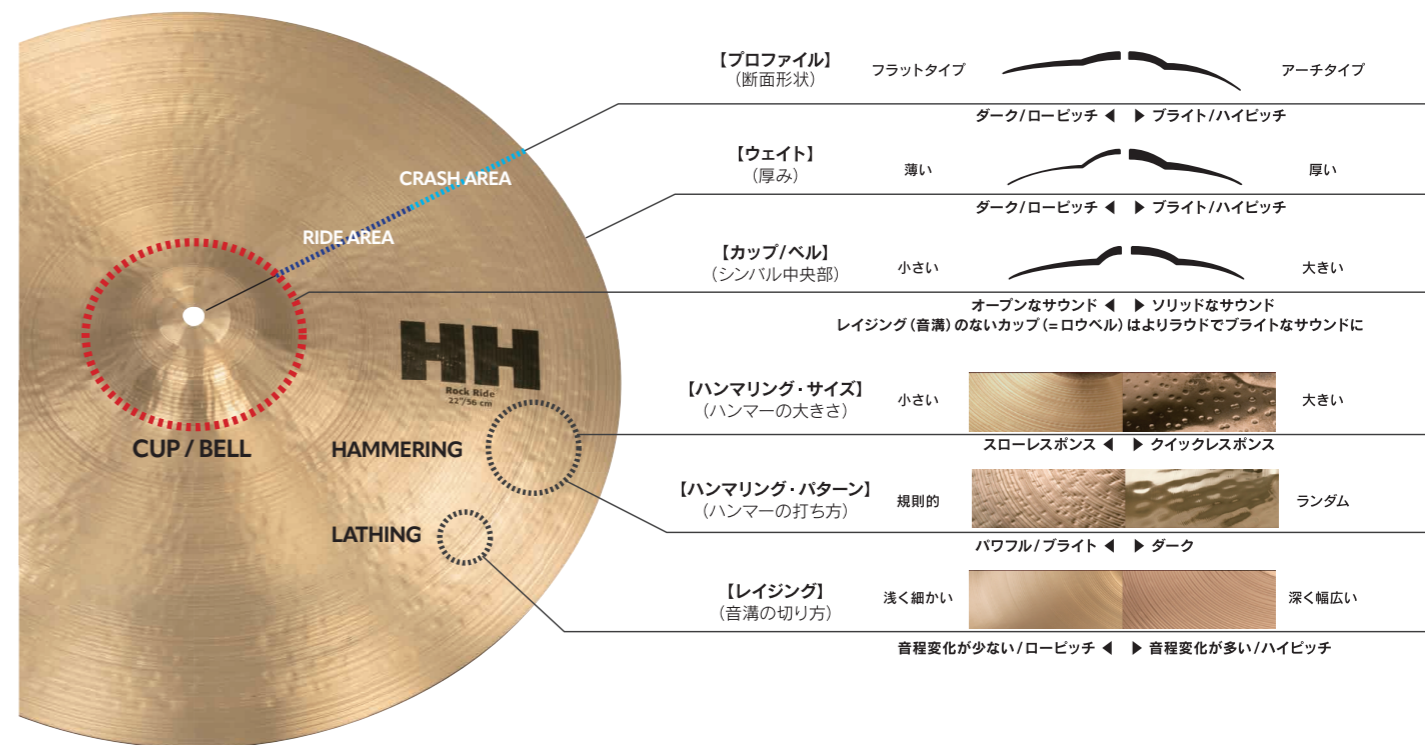 【プロファイル】
(断面形状)
フラットタイプ
アーチタイプ
ダーク/ローピッチ ◀ ▶ ブライト/ハイピッチ
【ウェイト】
(厚み)
薄い
厚い
ダーク/ローピッチ ◀ ▶ ブライト/ハイピッチ
【カップ/ベル】
(シンバル中央部)
小さい
大きい
オープンなサウンド ◀ ▶ ソリッドなサウンド
レイジング(音溝)のないカップ(=ロウベル)はよりラウドでブライトなサウンドに
【ハンマリング・サイズ】
(ハンマーの大きさ)
小さい
大きい
スローレスポンス ◀ ▶ クイックレスポンス
【ハンマリング・パターン】
(ハンマーの打ち方)
規則的
ランダム
パワフル/ブライト ◀ ▶ ダーク
【レイジング】
(音溝の切り方)
浅く細かい
深く幅広い
音程変化が少ない/ローピッチ ◀ ▶ 音程変化が多い/ハイピッチ
CRASH AREA
RIDE AREA
HH
Rock Ride
22"/56 cm
CUP / BELL
HAMMERING
LATHING